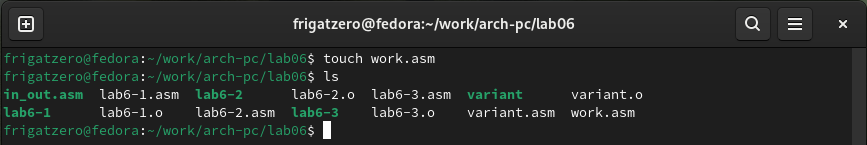 frigatzero@fedora:~/work/arch-pc/lab06
frigatzero@fedora:~/work/arch-pc/lab06$ touch work.asm
frigatzero@fedora:~/work/arch-pc/lab06$ ls
in_out.asm lab6-1.asm lab6-2 lab6-2.o lab6-3.asm variant variant.o
lab6-1 lab6-1.o lab6-2.asm lab6-3 lab6-3.o variant.asm work.asm
frigatzero@fedora:~/work/arch-pc/lab06$